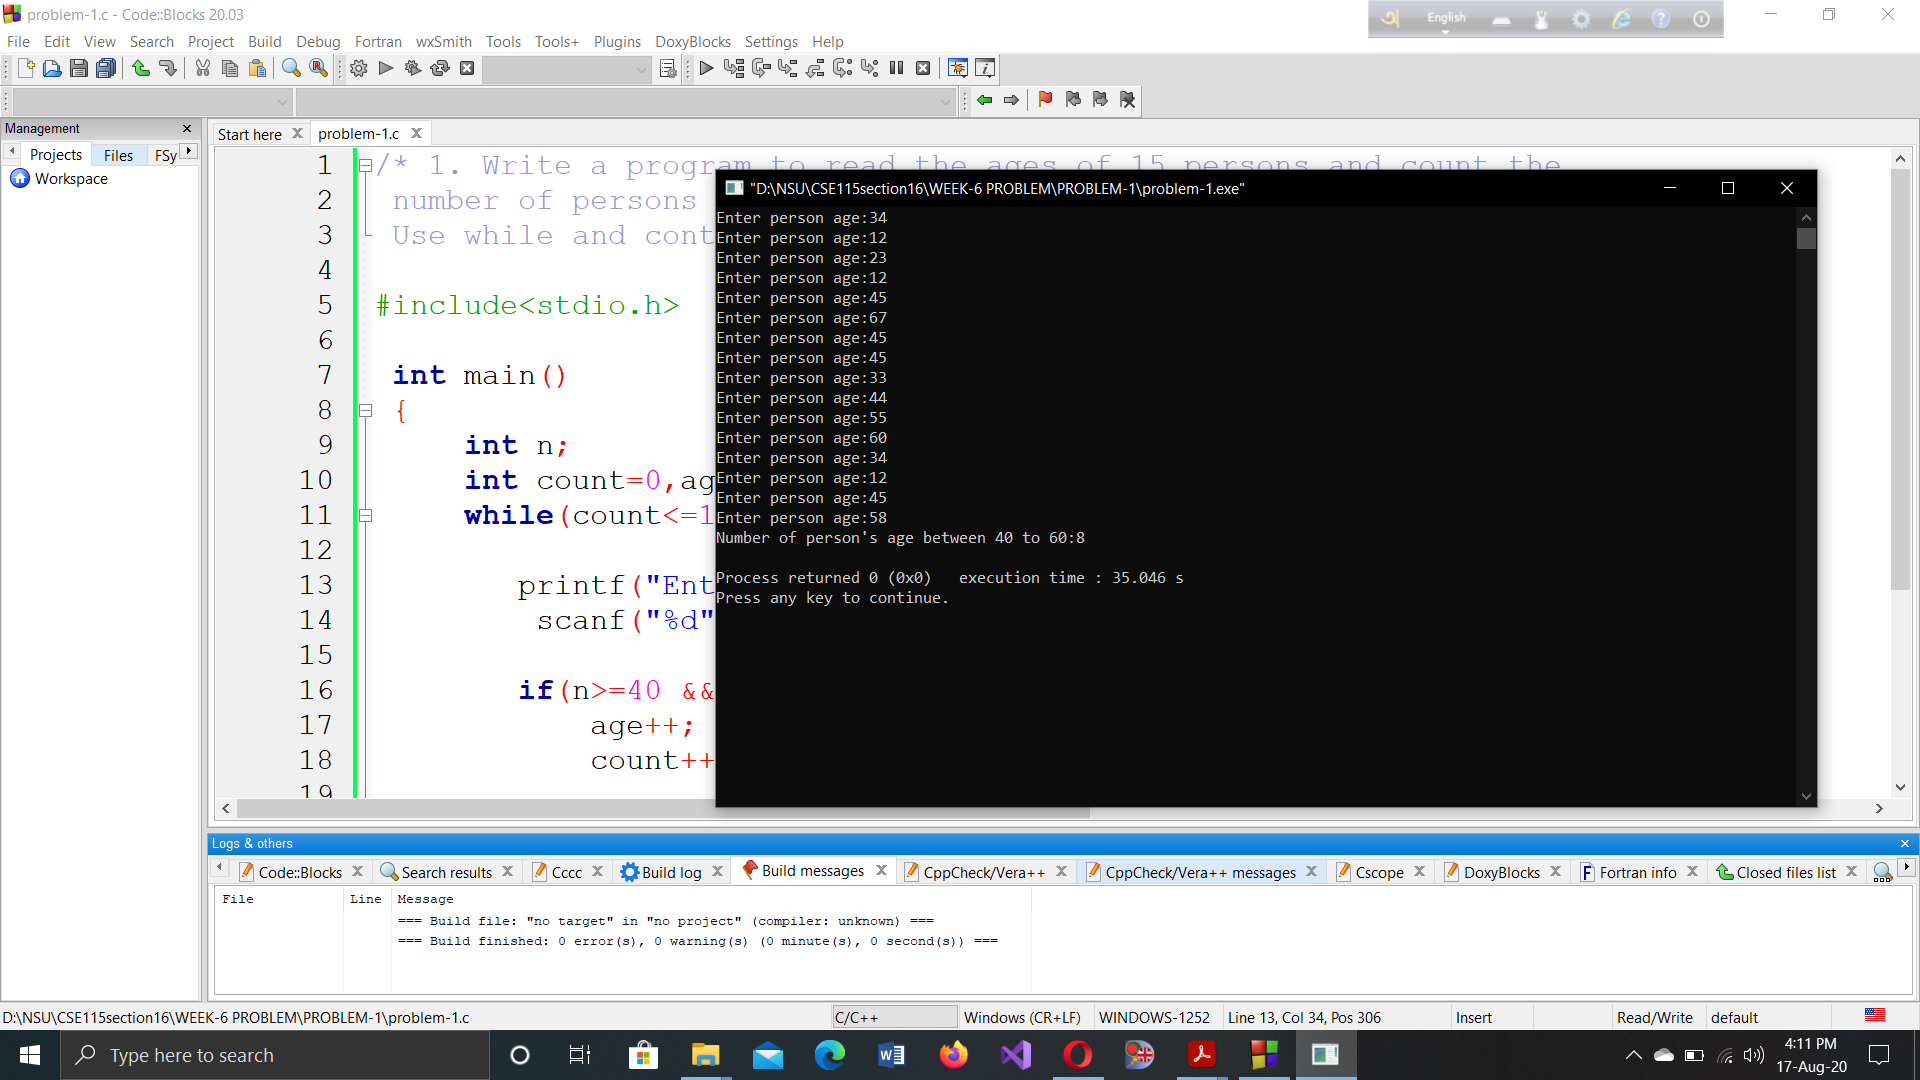 problem-1.c - Code::Blocks 20.03
English
File Edit View Search Project Build Debug Fortran wxSmith Tools Tools+ Plugins DoxyBlocks Settings Help
Management
Projects Files FSy
Workspace
Start here problem-1.c
1 /* 1. Write a program to read the ages of 15 persons and count the
2 number of persons
3 Use while and cont
4
5 #include<stdio.h>
6
7 int main()
8 {
9 int n;
10 int count=0,ag
11 while(count<=1
12
13 printf("Ent
14 scanf("%d"
15
16 if(n>=40 &&
17 age++;
18 count++
19
"D:\NSU\CSE115section16\WEEK-6 PROBLEM\PROBLEM-1\problem-1.exe"
Enter person age:34
Enter person age:12
Enter person age:23
Enter person age:12
Enter person age:45
Enter person age:67
Enter person age:45
Enter person age:45
Enter person age:33
Enter person age:44
Enter person age:55
Enter person age:60
Enter person age:34
Enter person age:12
Enter person age:45
Enter person age:58
Number of person's age between 40 to 60:8
Process returned 0 (0x0)   execution time : 35.046 s
Press any key to continue.
Logs & others
Code::Blocks Search results Cccc Build log Build messages CppCheck/Vera++ CppCheck/Vera++ messages Cscope DoxyBlocks Fortran info Closed files list
File Line Message
=== Build file: "no target" in "no project" (compiler: unknown) ===
=== Build finished: 0 error(s), 0 warning(s) (0 minute(s), 0 second(s)) ===
D:\NSU\CSE115section16\WEEK-6 PROBLEM\PROBLEM-1\problem-1.c C/C++ Windows (CR+LF) WINDOWS-1252 Line 13, Col 34, Pos 306 Insert Read/Write default
Type here to search
4:11 PM
17-Aug-20